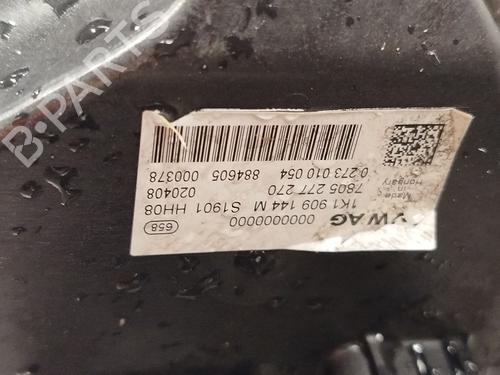 VWAG
0000000000
658
1K1 909 144 M S1901 HH08
7805 277 270 020408
0 273 010 054 884605 000378
Made in Hungary
B-PARTS